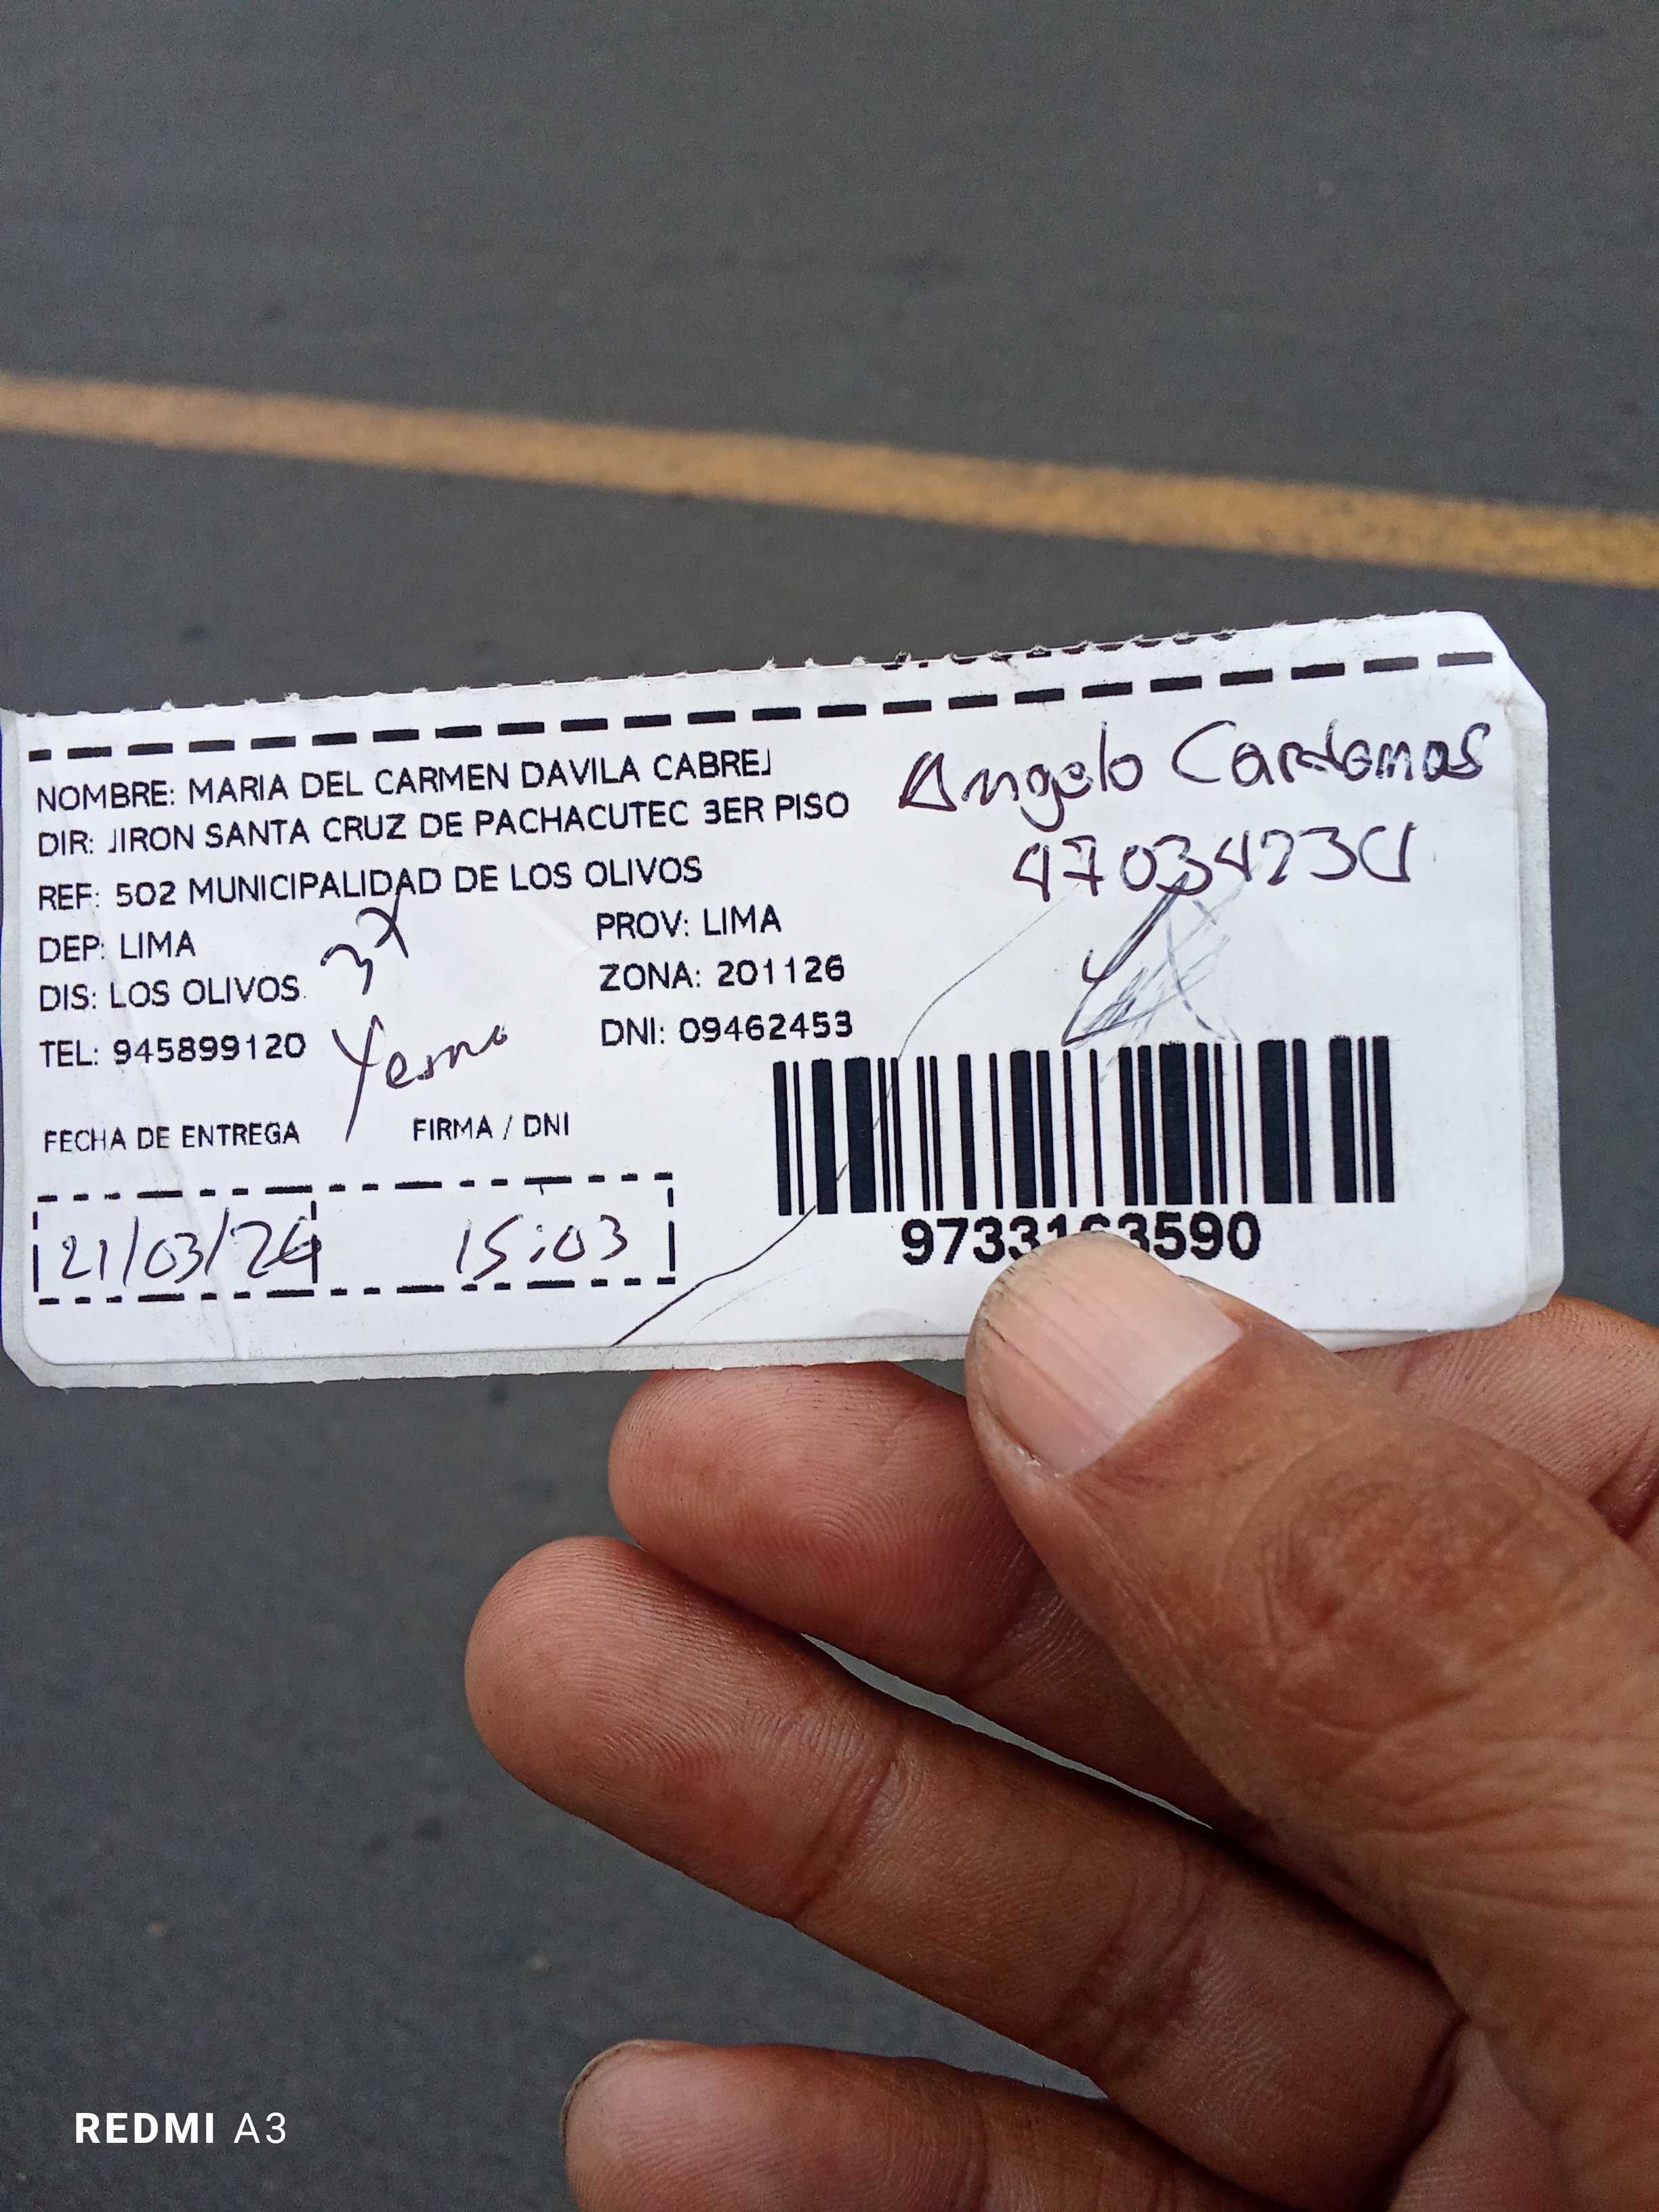 NOMBRE: MARIA DEL CARMEN DAVILA CABREJ
DIR: JIRON SANTA CRUZ DE PACHACUTEC 3ER PISO
REF: 502 MUNICIPALIDAD DE LOS OLIVOS
DEP: LIMA
PROV: LIMA
DIS: LOS OLIVOS
ZONA: 201126
TEL: 945899120
DNI: 09462453
Yerno
FECHA DE ENTREGA
FIRMA / DNI
21/03/26 15:03
Angelo Cardenas
9733163590
REDMI A3